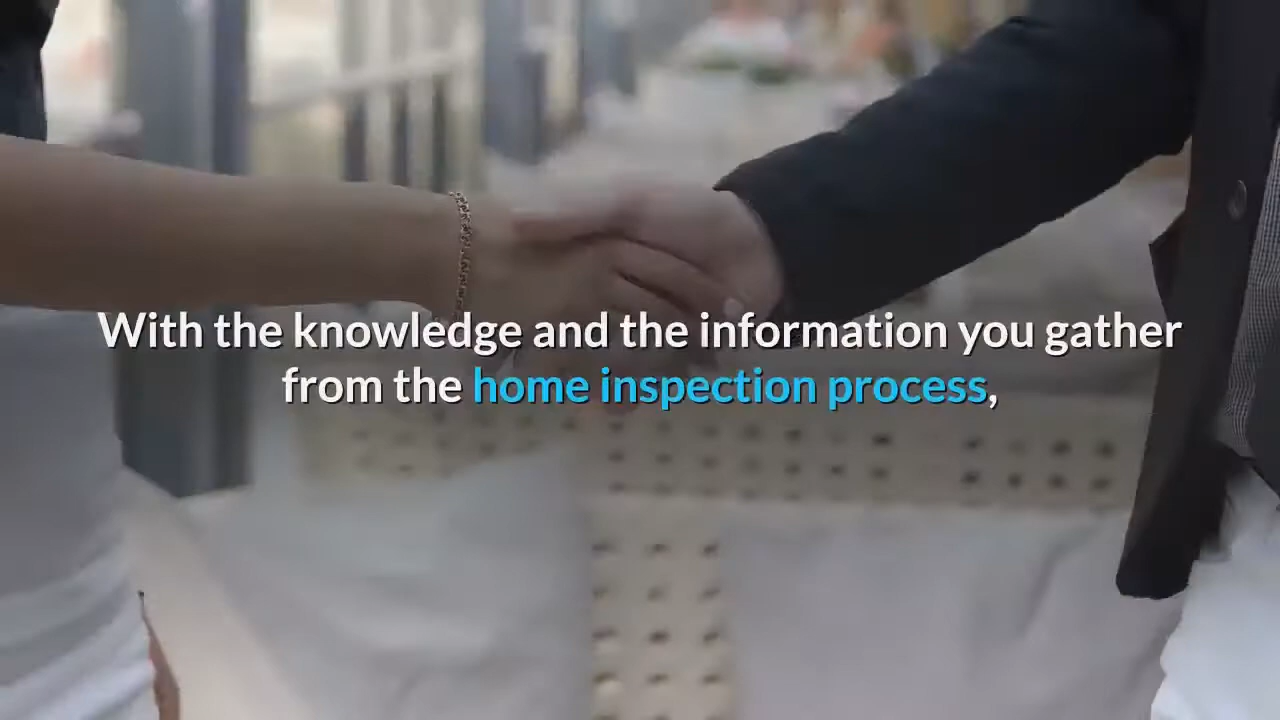 With the knowledge and the information you gather
from the home inspection process,